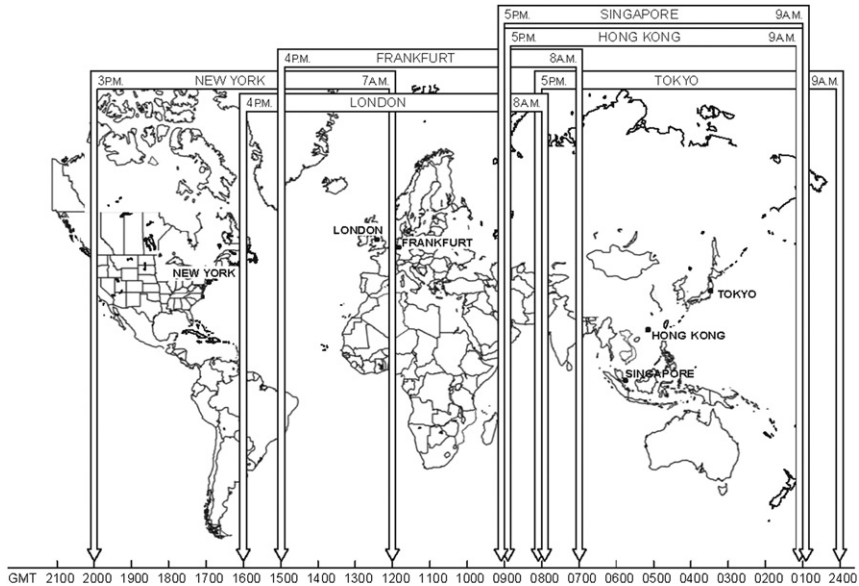 5P.M. SINGAPORE 9A.M.
5P.M. HONG KONG 9A.M.
4P.M. FRANKFURT 8A.M.
3P.M. NEW YORK 7A.M.
5P.M. TOKYO 9A.M.
4P.M. LONDON 8A.M.
LONDON
FRANKFURT
NEW YORK
TOKYO
HONG KONG
SINGAPORE
GMT 2100 2000 1900 1800 1700 1600 1500 1400 1300 1200 1100 1000 0900 0800 0700 0600 0500 0400 0330 0200 0100 2400